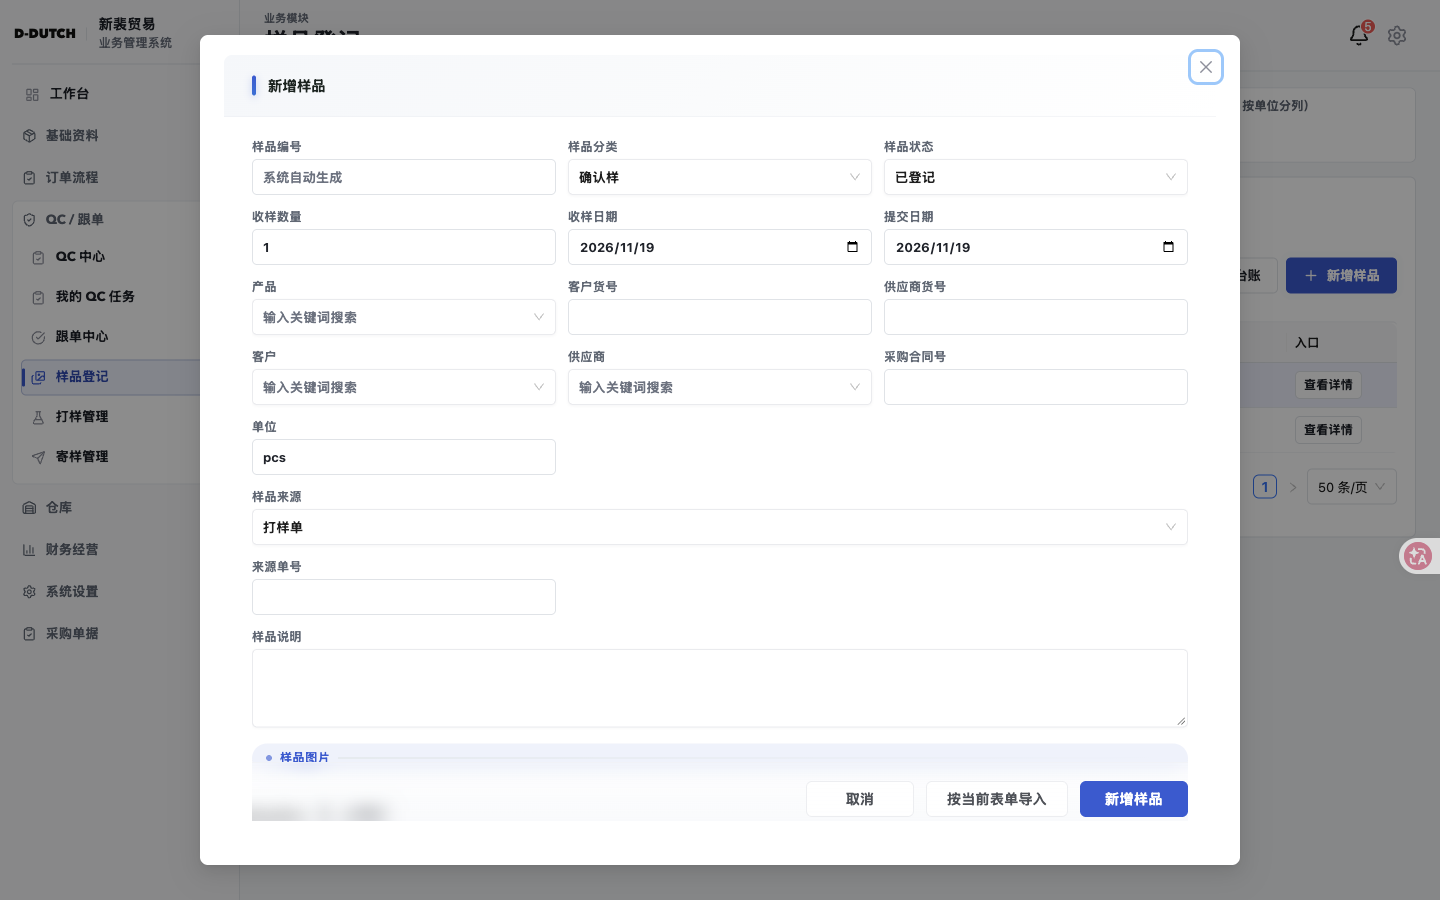 D-DUTCH
新裴贸易
业务管理系统
业务模块
5
工作台
基础资料
订单流程
QC / 跟单
QC 中心
我的 QC 任务
跟单中心
样品登记
打样管理
寄样管理
仓库
财务经营
系统设置
采购单据
按单位分列）
台账
新增样品
入口
查看详情
查看详情
1
50 条/页
新增样品
样品编号
样品分类
样品状态
系统自动生成
确认样
已登记
收样数量
收样日期
提交日期
1
2026/11/19
2026/11/19
产品
客户货号
供应商货号
输入关键词搜索
客户
供应商
采购合同号
输入关键词搜索
输入关键词搜索
单位
pcs
样品来源
打样单
来源单号
样品说明
样品图片
取消
按当前表单导入
新增样品